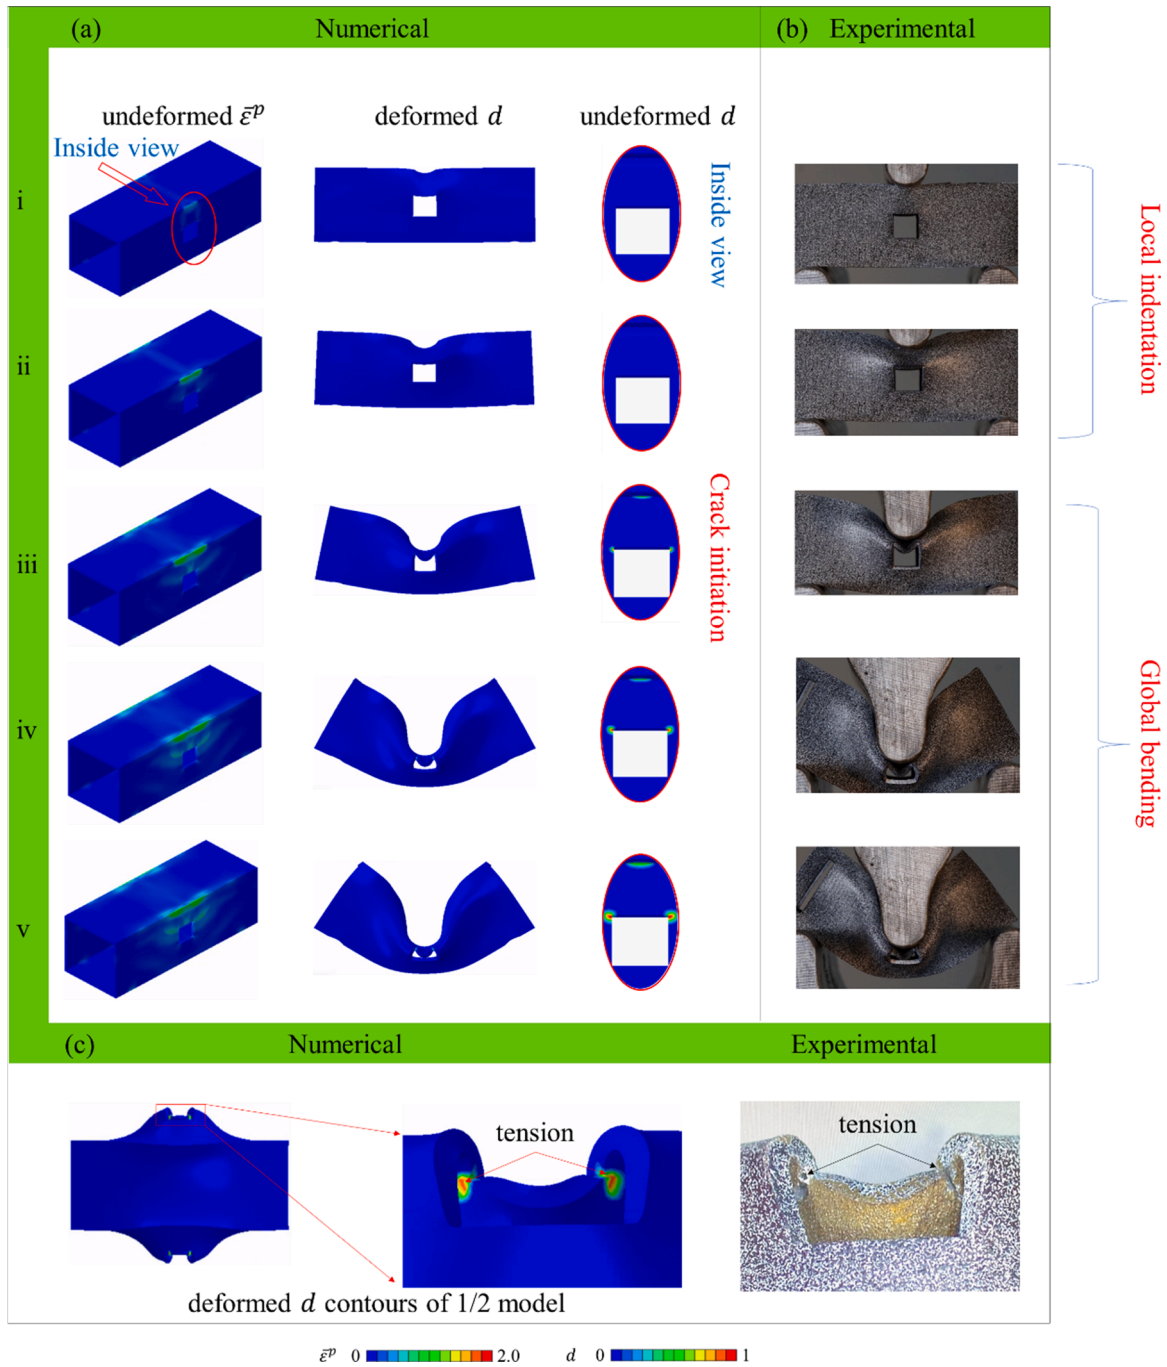 (a) Numerical (b) Experimental
undeformed ε̄ᵖ deformed d undeformed d
Inside view
Inside view
i
Local indentation
ii
Crack initiation
iii
Global bending
iv
v
(c) Numerical Experimental
tension tension
deformed d contours of 1/2 model
ε̄ᵖ 0 2.0 d 0 1